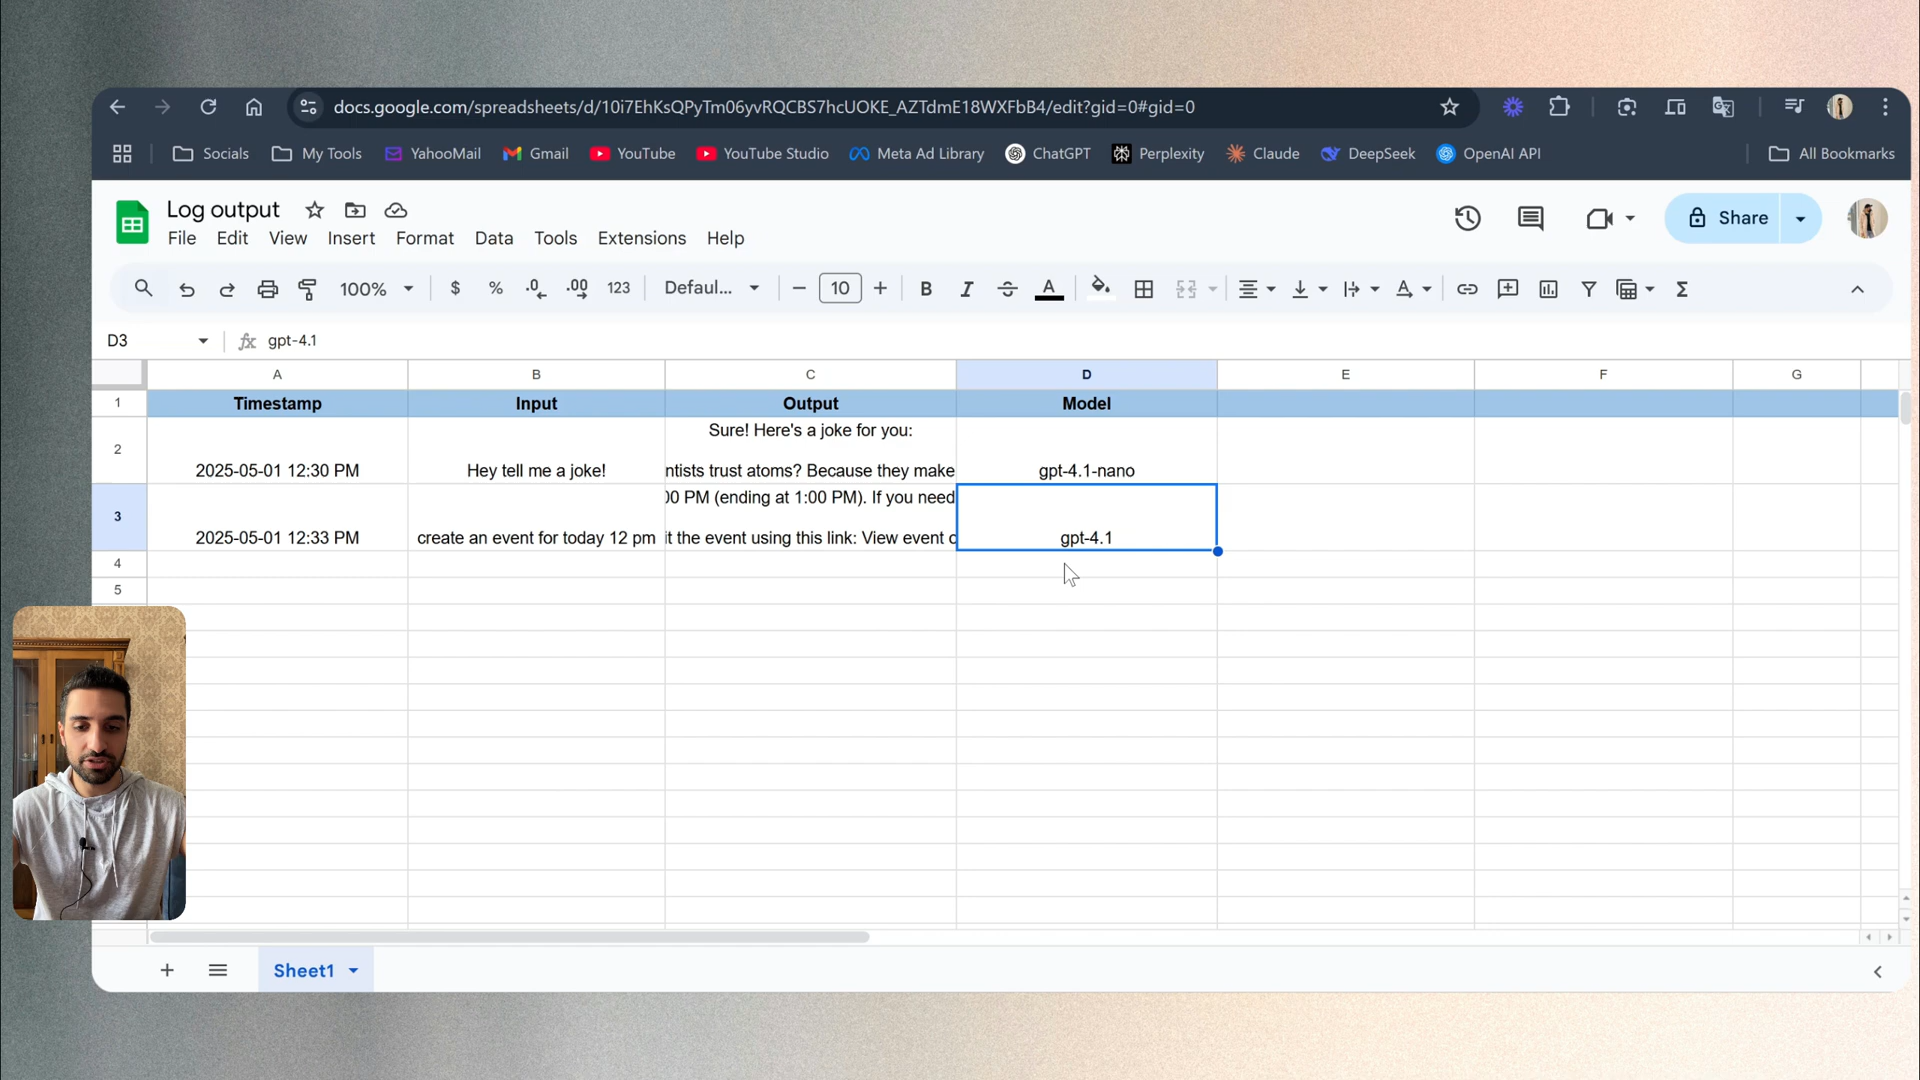 docs.google.com/spreadsheets/d/10i7EhKsQPyTm06yvRQCBS7hcUOKE_AZTdmE18WXFbB4/edit?gid=0#gid=0
Socials My Tools YahooMail Gmail YouTube YouTube Studio Meta Ad Library ChatGPT Perplexity Claude DeepSeek OpenAI API All Bookmarks
Log output
Share
File Edit View Insert Format Data Tools Extensions Help
100% $ % .0 .00 123 Defaul... 10 B I A
D3 fx gpt-4.1
A B C D E F G
1 Timestamp Input Output Model
Sure! Here's a joke for you:
2
2025-05-01 12:30 PM Hey tell me a joke! ntists trust atoms? Because they make gpt-4.1-nano
00 PM (ending at 1:00 PM). If you need
3
2025-05-01 12:33 PM create an event for today 12 pm it the event using this link: View event gpt-4.1
4
5
Sheet1